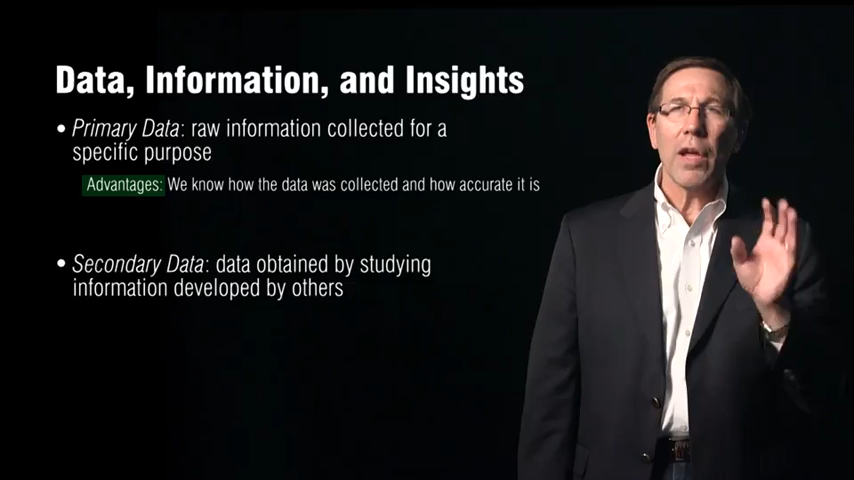 Data, Information, and Insights
• Primary Data: raw information collected for a
specific purpose
Advantages: We know how the data was collected and how accurate it is
• Secondary Data: data obtained by studying
information developed by others